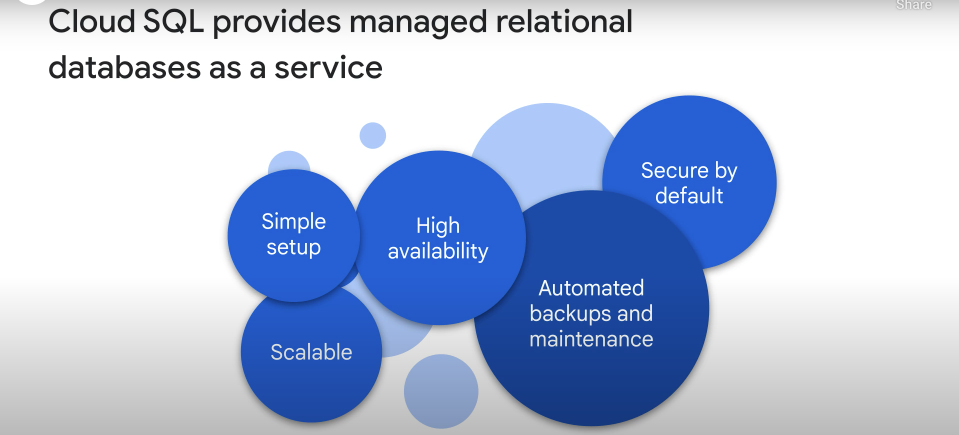 Share
Cloud SQL provides managed relational
databases as a service
Secure by
default
Simple
setup
High
availability
Automated
backups and
maintenance
Scalable